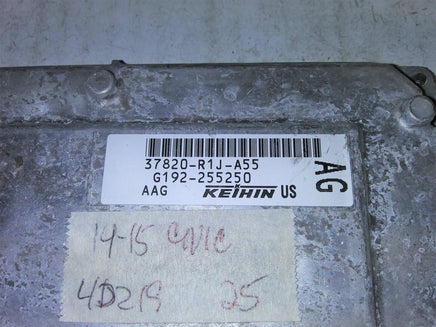 37820-R1J-A55
G192-255250
AAG KEIHIN US
AG
14-15 CIVIC
4D219 25